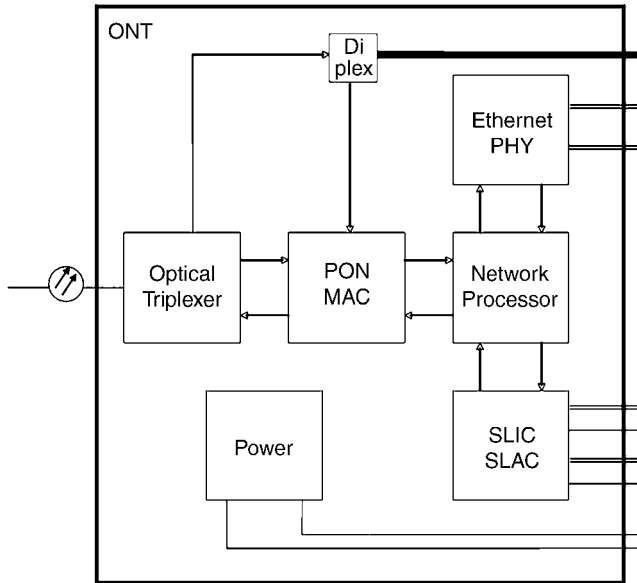 ONT
Di
plex
Ethernet
PHY
Optical
Triplexer
PON
MAC
Network
Processor
Power
SLIC
SLAC